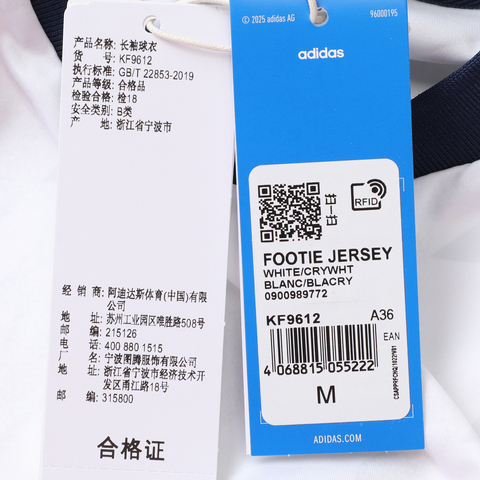 产品名称: 长袖球衣
货 号: KF9612
执行标准: GB/T 22853-2019
产品等级: 合格品
检验合格: 检18
安全类别: B类
产 地: 浙江省宁波市
经 销 商: 阿迪达斯体育(中国)有限
公司
地 址: 苏州工业园区唯胜路508号
邮 编: 215126
电 话: 400 880 1515
厂 名: 宁波图腾服饰有限公司
地 址: 浙江省宁波市经济技术开
发区甬江路18号
邮 编: 315800
合格证
© 2025 adidas AG
96000195
adidas
RFID
FOOTIE JERSEY
WHITE/CRYWHT
BLANC/BLACRY
0900989772
KF9612 A36
EAN
4 068815 055222
M
ADIDAS.COM